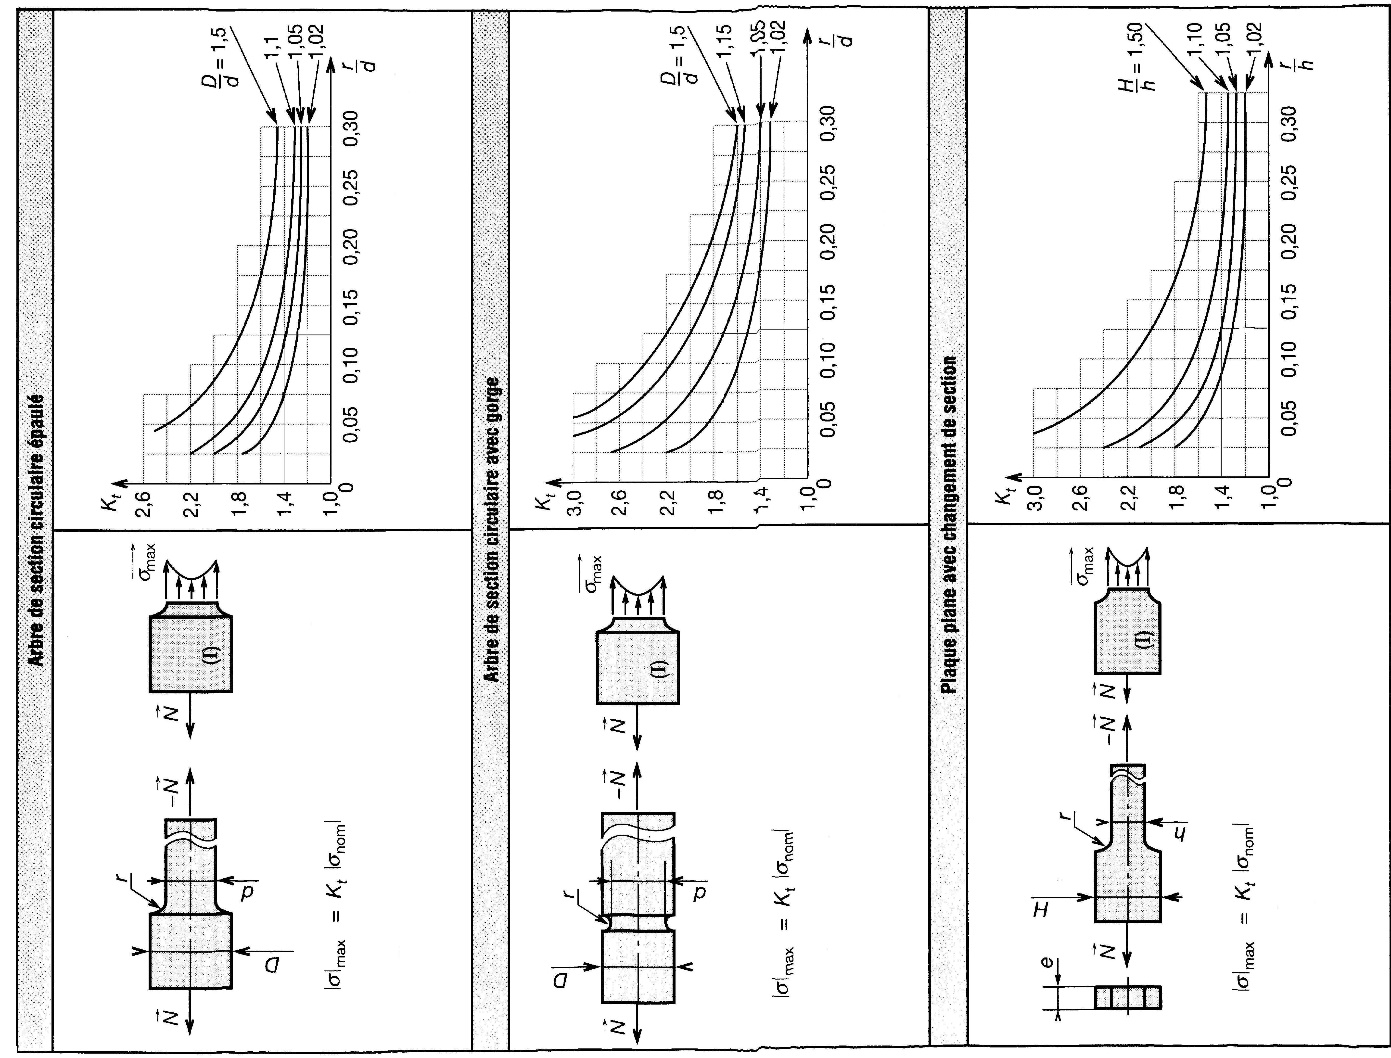 Arbre de section circulaire épaulé
D/d = 1,5
1,1
1,05
1,02
r/d
K_t
2,6
2,2
1,8
1,4
1,0
0
0,05
0,10
0,15
0,20
0,25
0,30
σmax
(I)
N
-N
N
r
d
D
|σ|max = K_t |σnom|
Arbre de section circulaire avec gorge
D/d = 1,5
1,15
1,05
1,02
r/d
K_t
3,0
2,6
2,2
1,8
1,4
1,0
0
0,05
0,10
0,15
0,20
0,25
0,30
σmax
(I)
N
-N
N
r
d
D
|σ|max = K_t |σnom|
Plaque plane avec changement de section
H/h = 1,50
1,10
1,05
1,02
r/h
K_t
3,0
2,6
2,2
1,8
1,4
1,0
0
0,05
0,10
0,15
0,20
0,25
0,30
σmax
(I)
N
-N
N
r
h
H
e
|σ|max = K_t |σnom|